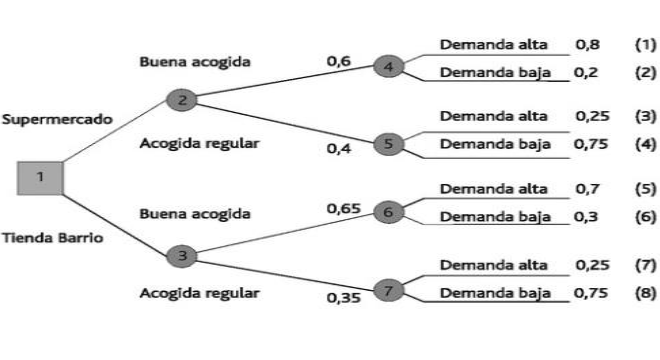 Demanda alta 0,8 (1)
Buena acogida 0,6 4
Demanda baja 0,2 (2)
2
Supermercado
Demanda alta 0,25 (3)
Acogida regular 0,4 5
Demanda baja 0,75 (4)
1
Demanda alta 0,7 (5)
Buena acogida 0,65 6
Demanda baja 0,3 (6)
Tienda Barrio
3
Demanda alta 0,25 (7)
Acogida regular 0,35 7
Demanda baja 0,75 (8)